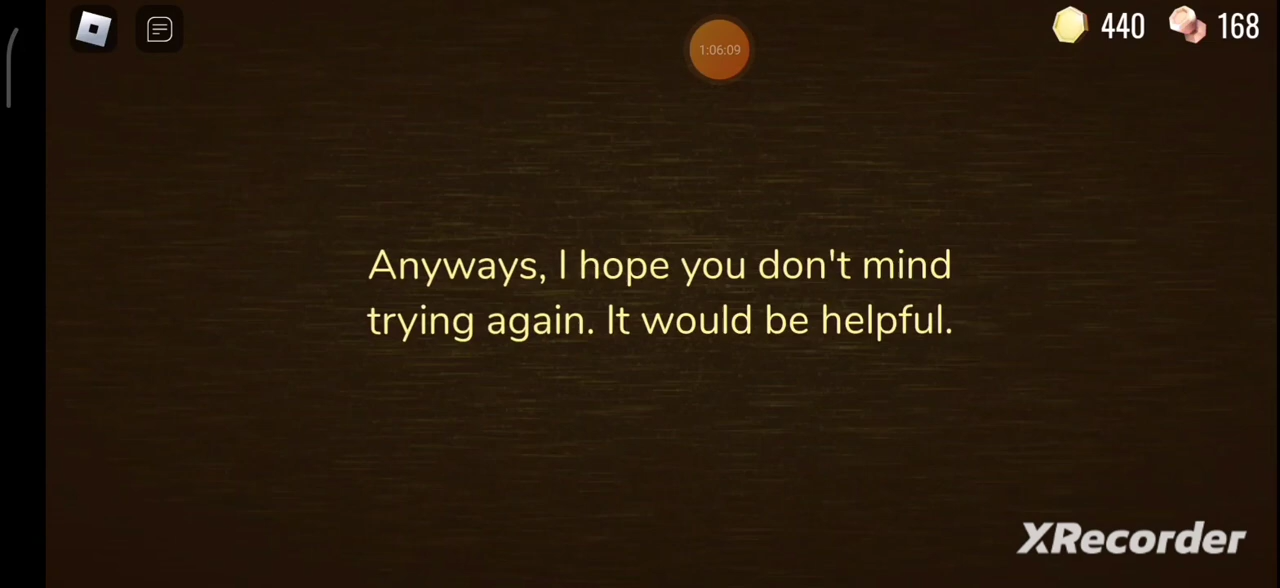 1:06:09
440 168
Anyways, I hope you don't mind
trying again. It would be helpful.
XRecorder